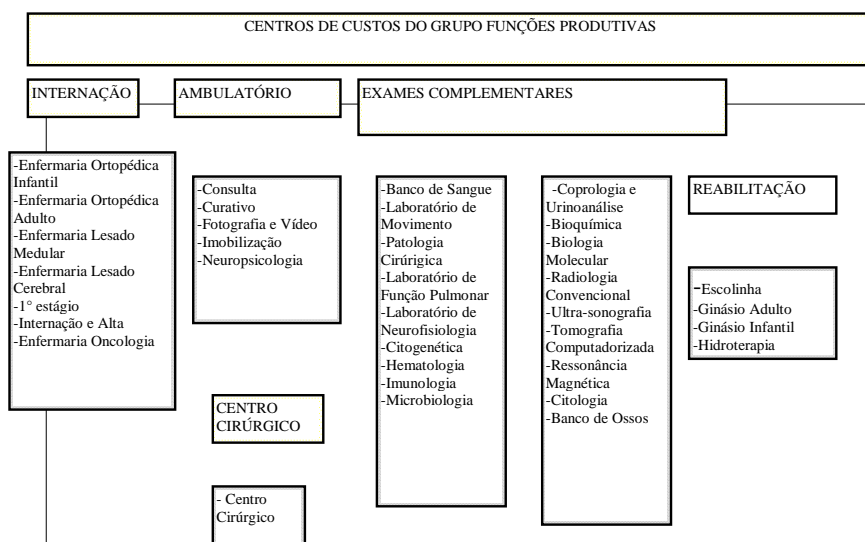 CENTROS DE CUSTOS DO GRUPO FUNÇÕES PRODUTIVAS
INTERNAÇÃO
AMBULATÓRIO
EXAMES COMPLEMENTARES
-Enfermaria Ortopédica
Infantil
-Enfermaria Ortopédica
Adulto
-Enfermaria Lesado
Medular
-Enfermaria Lesado
Cerebral
-1° estágio
-Internação e Alta
-Enfermaria Oncologia
-Consulta
-Curativo
-Fotografia e Vídeo
-Imobilização
-Neuropsicologia
CENTRO
CIRÚRGICO
- Centro
Cirúrgico
-Banco de Sangue
-Laboratório de
Movimento
-Patologia
Cirúrigica
-Laboratório de
Função Pulmonar
-Laboratório de
Neurofisiologia
-Citogenética
-Hematologia
-Imunologia
-Microbiologia
-Coprologia e
Urinoanálise
-Bioquímica
-Biologia
Molecular
-Radiologia
Convencional
-Ultra-sonografia
-Tomografia
Computadorizada
-Ressonância
Magnética
-Citologia
-Banco de Ossos
REABILITAÇÃO
-Escolinha
-Ginásio Adulto
-Ginásio Infantil
-Hidroterapia